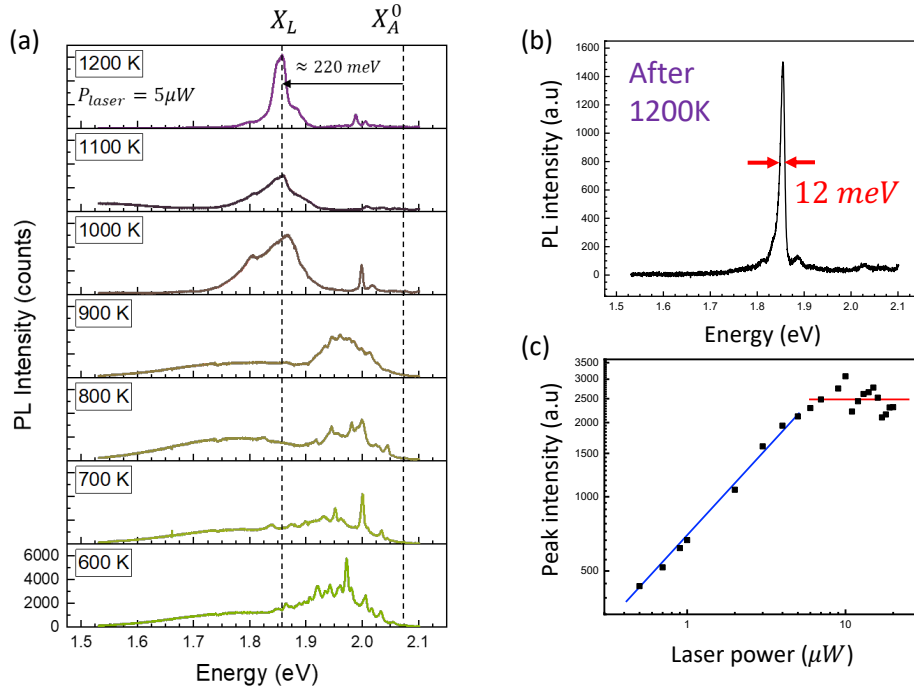 (a)
X_L
X_A^0
1200 K
≈ 220 meV
P_laser = 5μW
1100 K
1000 K
900 K
800 K
700 K
600 K
6000
4000
2000
0
1.5 1.6 1.7 1.8 1.9 2.0 2.1
PL Intensity (counts)
Energy (eV)
(b)
1600
1400
1200
1000
800
600
400
200
0
After
1200K
12 meV
1.5 1.6 1.7 1.8 1.9 2.0 2.1
PL intensity (a.u)
Energy (eV)
(c)
3500
3000
2500
2000
1500
1000
500
1 10
Peak intensity (a.u)
Laser power (μW)